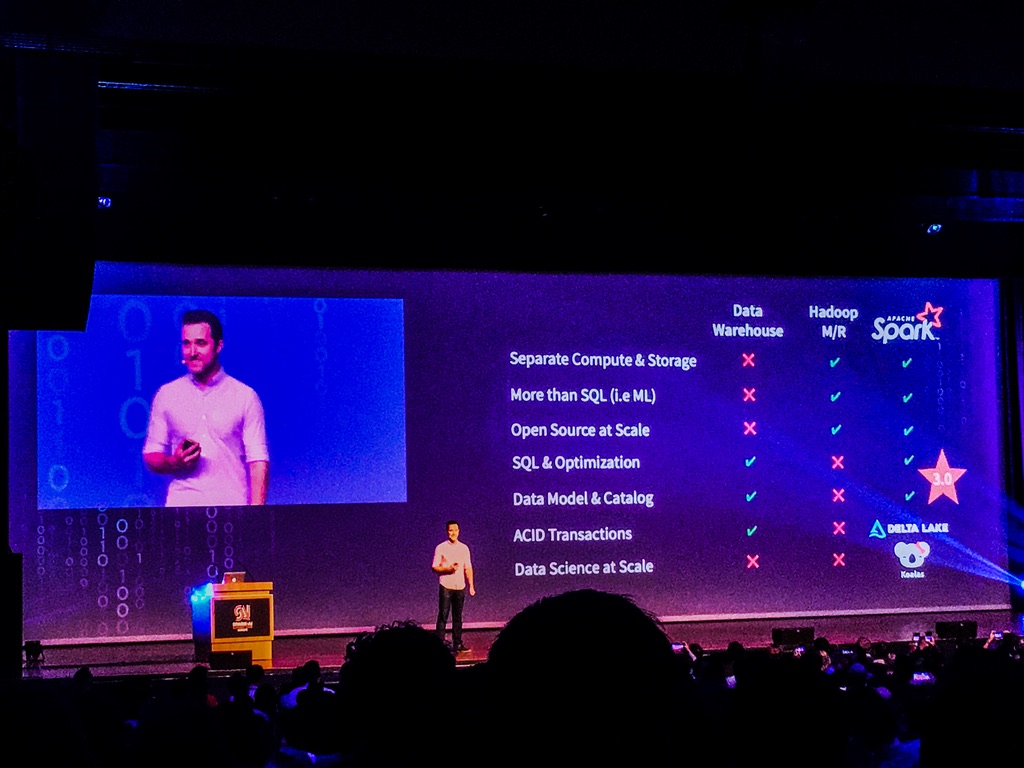 Data
Warehouse
Hadoop
M/R
APACHE
Spark
Separate Compute & Storage ✗ ✓ ✓
More than SQL (i.e ML) ✗ ✓ ✓
Open Source at Scale ✗ ✓ ✓
SQL & Optimization ✓ ✗ ✓
3.0
Data Model & Catalog ✓ ✗ ✓
ACID Transactions ✓ ✗ DELTA LAKE
Data Science at Scale ✗ ✗
Koalas